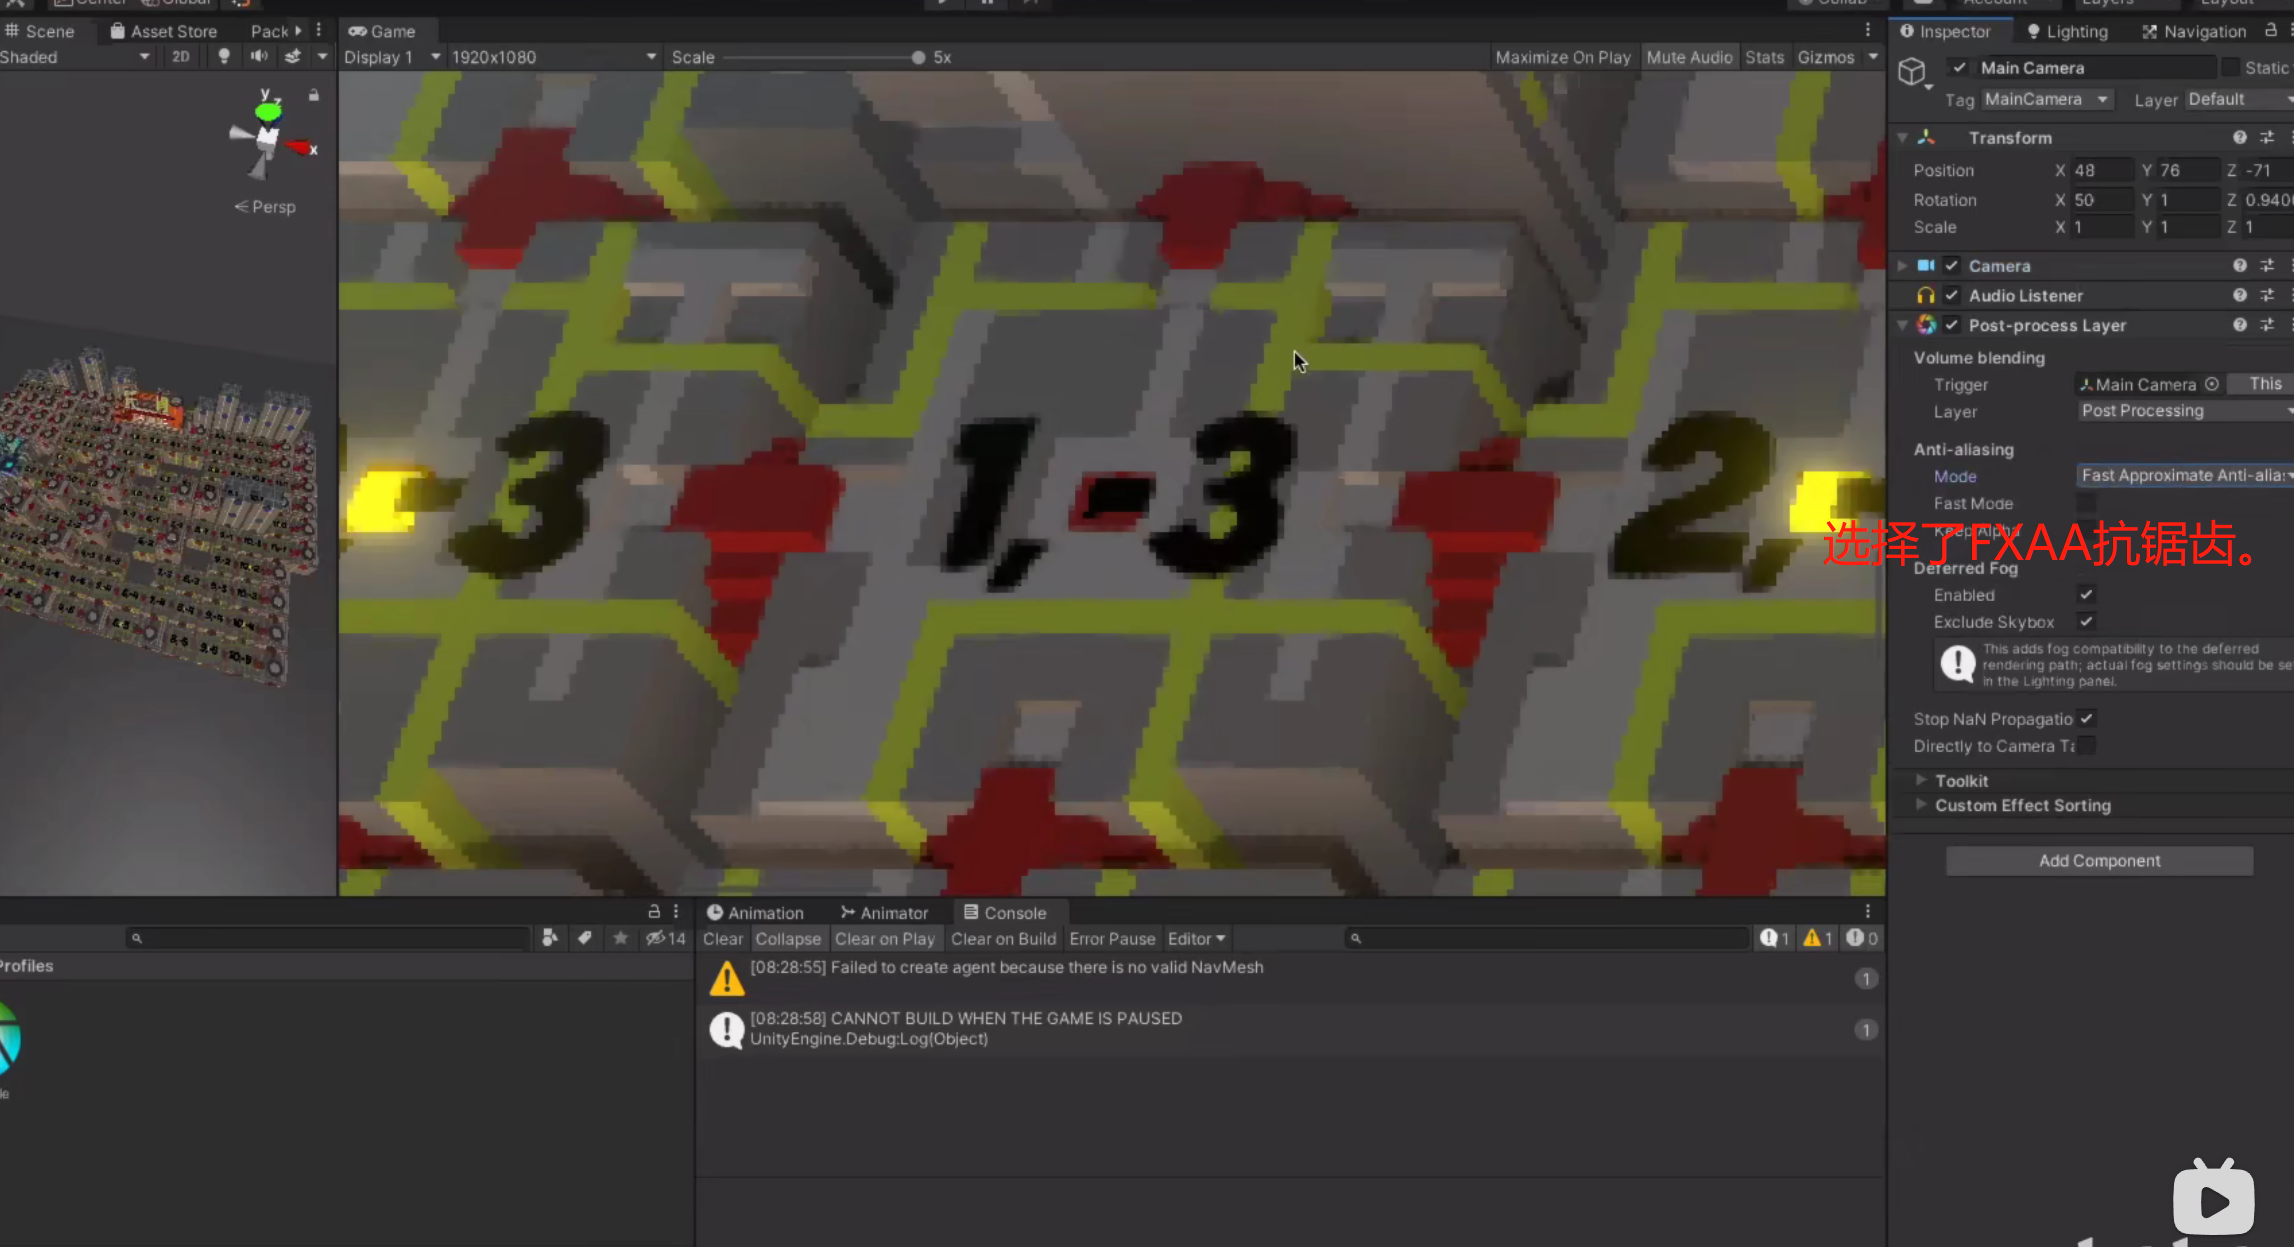 Center
Global
Collab
Account
Layers
Layout
Scene
Asset Store
Pack
Game
Inspector
Lighting
Navigation
Shaded
2D
Display 1
1920x1080
Scale
5x
Maximize On Play
Mute Audio
Stats
Gizmos
y
z
x
Persp
3
1,-3
2,
Main Camera
Static
Tag
MainCamera
Layer
Default
Transform
Position
X 48
Y 76
Z -71
Rotation
X 50
Y 1
Z 0.940
Scale
X 1
Y 1
Z 1
Camera
Audio Listener
Post-process Layer
Volume blending
Trigger
Main Camera
This
Layer
Post Processing
Anti-aliasing
Mode
Fast Approximate Anti-alia
Fast Mode
Keep Alpha
选择了FXAA抗锯齿。
Deferred Fog
Enabled
Exclude Skybox
This adds fog compatibility to the deferred
rendering path; actual fog settings should be se
in the Lighting panel.
Stop NaN Propagatio
Directly to Camera Ta
Toolkit
Custom Effect Sorting
Add Component
14
Profiles
Animation
Animator
Console
Clear
Collapse
Clear on Play
Clear on Build
Error Pause
Editor
1
1
0
[08:28:55] Failed to create agent because there is no valid NavMesh
1
[08:28:58] CANNOT BUILD WHEN THE GAME IS PAUSED
UnityEngine.Debug:Log(Object)
1